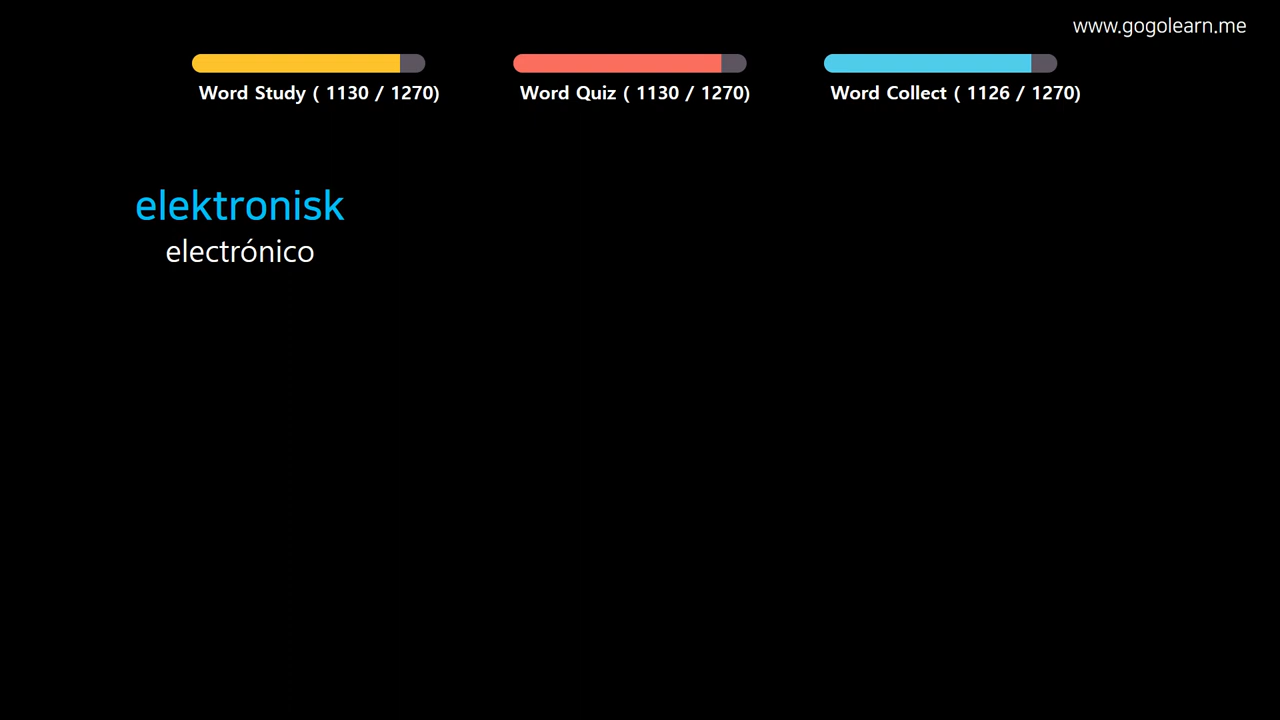 www.gogolearn.me
Word Study ( 1130 / 1270)
Word Quiz ( 1130 / 1270)
Word Collect ( 1126 / 1270)
elektronisk
electrónico